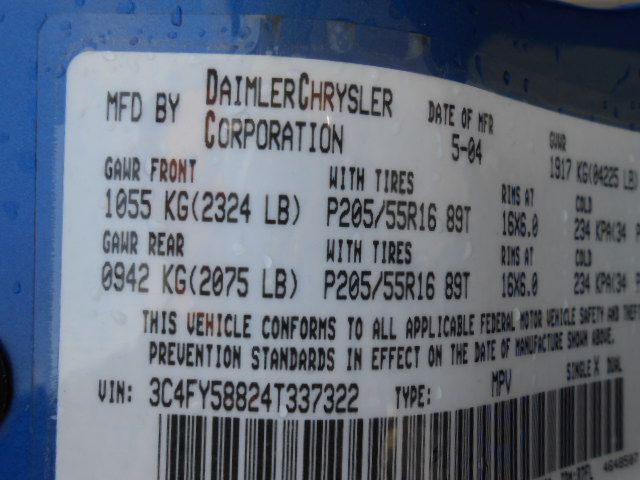 MFD BY DAIMLERCHRYSLER CORPORATION DATE OF MFR 5-04 GVWR 1917 KG(04225 LB)
GAWR FRONT WITH TIRES RIMS AT COLD
1055 KG(2324 LB) P205/55R16 89T 16X6.0 234 KPA(34 P
GAWR REAR WITH TIRES RIMS AT COLD
0942 KG(2075 LB) P205/55R16 89T 16X6.0 234 KPA(34 P
THIS VEHICLE CONFORMS TO ALL APPLICABLE FEDERAL MOTOR VEHICLE SAFETY AND THEFT
PREVENTION STANDARDS IN EFFECT ON THE DATE OF MANUFACTURE SHOWN ABOVE.
VIN: 3C4FY58824T337322 TYPE: MPV SINGLE X DUAL
4648507